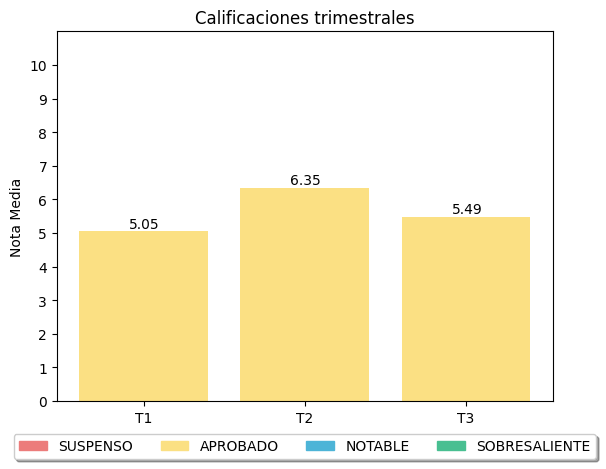 Calificaciones trimestrales
Nota Media
10
9
8
7
6
5
4
3
2
1
0
5.05
6.35
5.49
T1
T2
T3
SUSPENSO
APROBADO
NOTABLE
SOBRESALIENTE